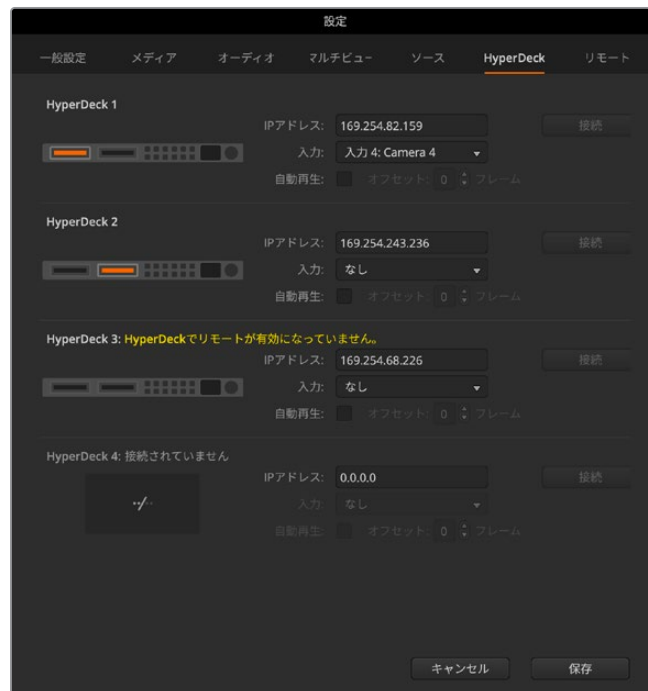 設定
一般設定 メディア オーディオ マルチビュー ソース HyperDeck リモート
HyperDeck 1
IPアドレス: 169.254.82.159 接続
入力: 入力 4: Camera 4
自動再生: オフセット: 0 フレーム
HyperDeck 2
IPアドレス: 169.254.243.236 接続
入力: なし
自動再生: オフセット: 0 フレーム
HyperDeck 3: HyperDeckでリモートが有効になっていません。
IPアドレス: 169.254.68.226 接続
入力: なし
自動再生: オフセット: 0 フレーム
HyperDeck 4: 接続されていません
IPアドレス: 0.0.0.0 接続
入力: なし
自動再生: オフセット: 0 フレーム
キャンセル 保存